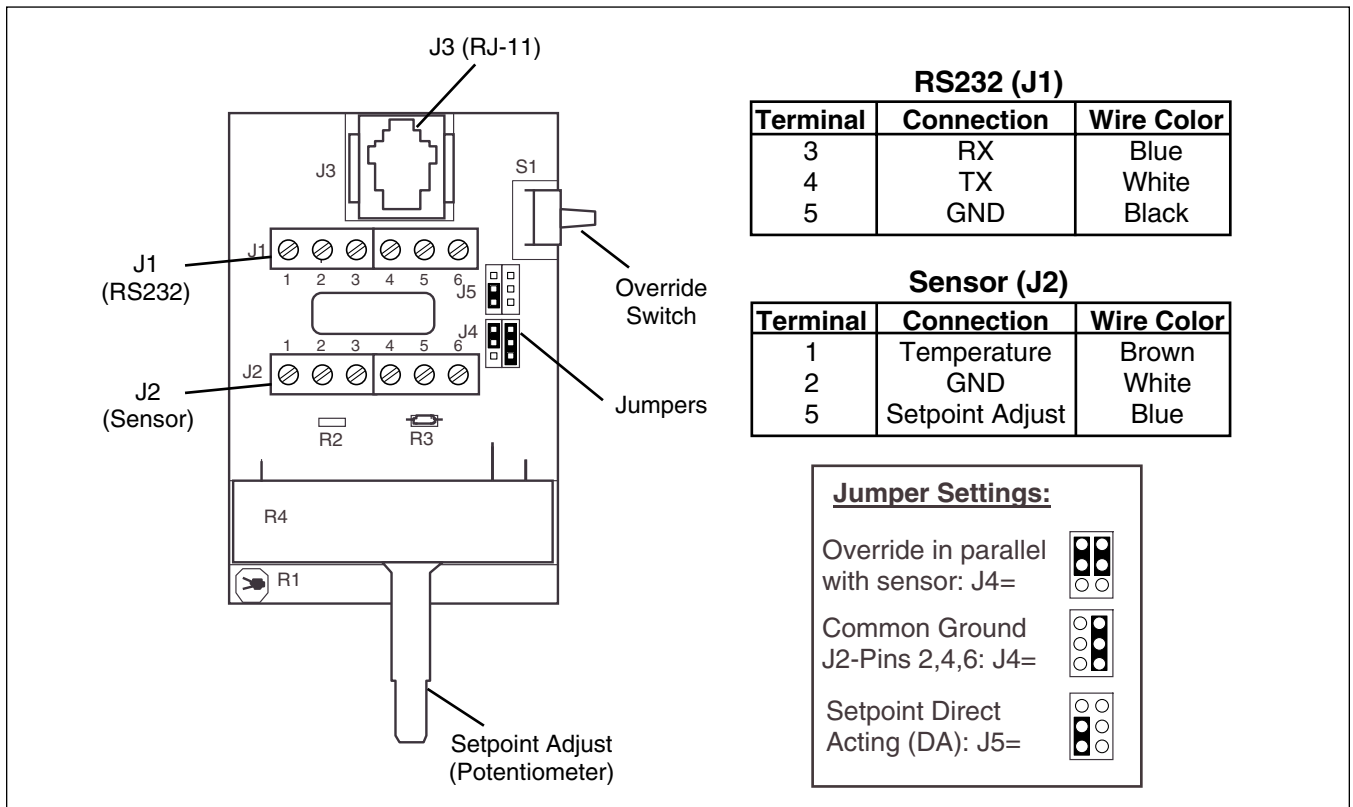 J3 (RJ-11)
J3
S1
J1
1 2 3 4 5 6
J1
(RS232)
J5
Override
Switch
J4
1 2 3 4 5 6
J2
J2
(Sensor)
Jumpers
R2
R3
R4
R1
Setpoint Adjust
(Potentiometer)
RS232 (J1)
Terminal Connection Wire Color
3 RX Blue
4 TX White
5 GND Black
Sensor (J2)
Terminal Connection Wire Color
1 Temperature Brown
2 GND White
5 Setpoint Adjust Blue
Jumper Settings:
Override in parallel
with sensor: J4=
Common Ground
J2-Pins 2,4,6: J4=
Setpoint Direct
Acting (DA): J5=